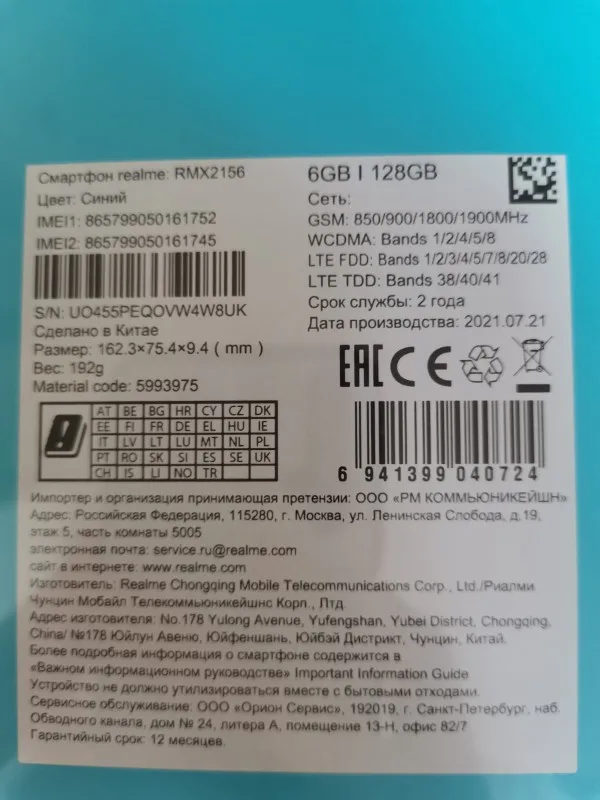 Смартфон realme: RMX2156
Цвет: Синий
IMEI1: 865799050161752
IMEI2: 865799050161745
S/N: UO455PEQOVW4W8UK
Сделано в Китае
Размер: 162.3×75.4×9.4 ( mm )
Вес: 192g
Material code: 5993975
6GB | 128GB
Сеть:
GSM: 850/900/1800/1900MHz
WCDMA: Bands 1/2/4/5/8
LTE FDD: Bands 1/2/3/4/5/7/8/20/28
LTE TDD: Bands 38/40/41
Срок службы: 2 года
Дата производства: 2021.07.21
EAC CE
AT BE BG HR CY CZ DK
EE FI FR DE EL HU IE
IT LV LT LU MT NL PL
PT RO SK SI ES SE UK
CH IS LI NO TR
6 941399 040724
Импортер и организация принимающая претензии: ООО «РМ КОММЬЮНИКЕЙШН»
Адрес: Российская Федерация, 115280, г. Москва, ул. Ленинская Слобода, д.19,
этаж 5, часть комнаты 5005
электронная почта: service.ru@realme.com
сайт в интернете: www.realme.com
Изготовитель: Realme Chongqing Mobile Telecommunications Corp., Ltd./Риалми
Чунцин Мобайл Телекоммьюникейшнс Корп., Лтд.
Адрес изготовителя: No.178 Yulong Avenue, Yufengshan, Yubei District, Chongqing,
China/ №178 Юйлун Авеню, Юйфеншань, Юйбэй Дистрикт, Чунцин, Китай.
Более подробная информация о смартфоне содержится в
«Важном информационном руководстве» Important Information Guide
Устройство не должно утилизироваться вместе с бытовыми отходами.
Сервисное обслуживание: ООО «Орион Сервис», 192019, г. Санкт-Петербург, наб.
Обводного канала, дом № 24, литера А, помещение 13-Н, офис 82/7
Гарантийный срок: 12 месяцев.